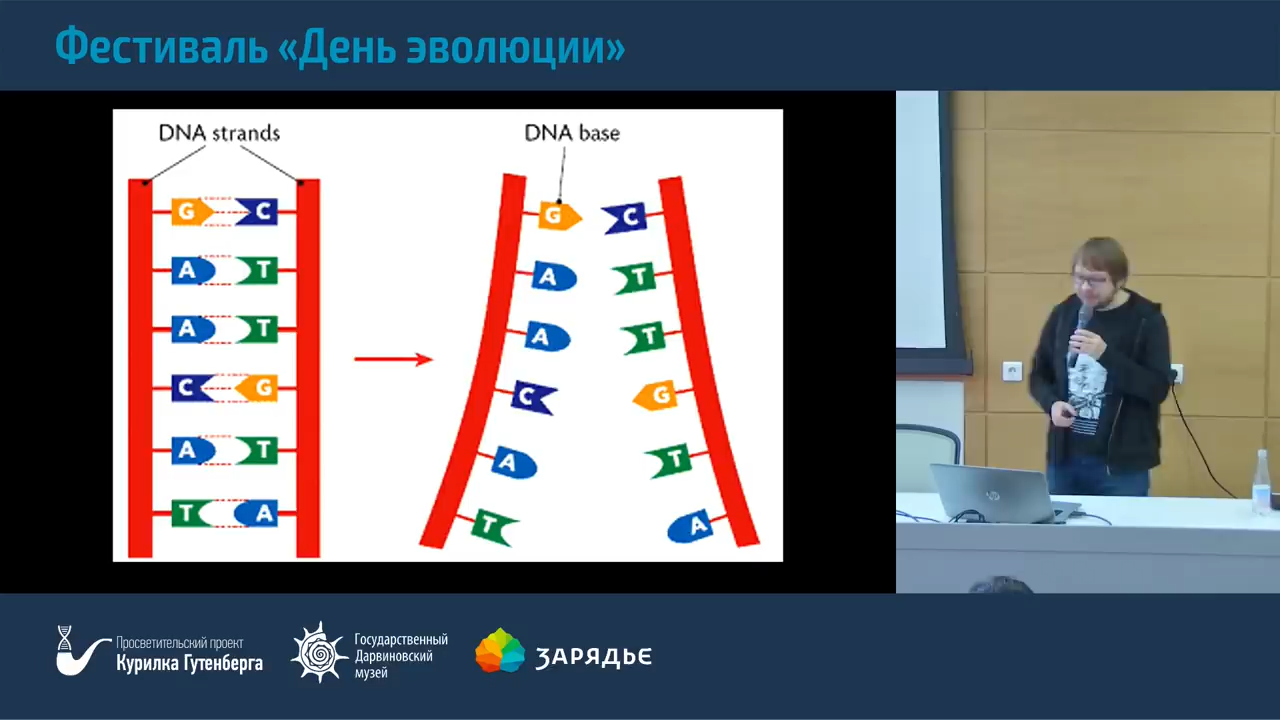 Фестиваль «День эволюции»
DNA strands
DNA base
G C
A T
A T
C G
A T
T A
G C
A T
A T
C G
A T
T A
Просветительский проект
Курилка Гутенберга
Государственный
Дарвиновский
музей
ЗАРЯДЬЕ